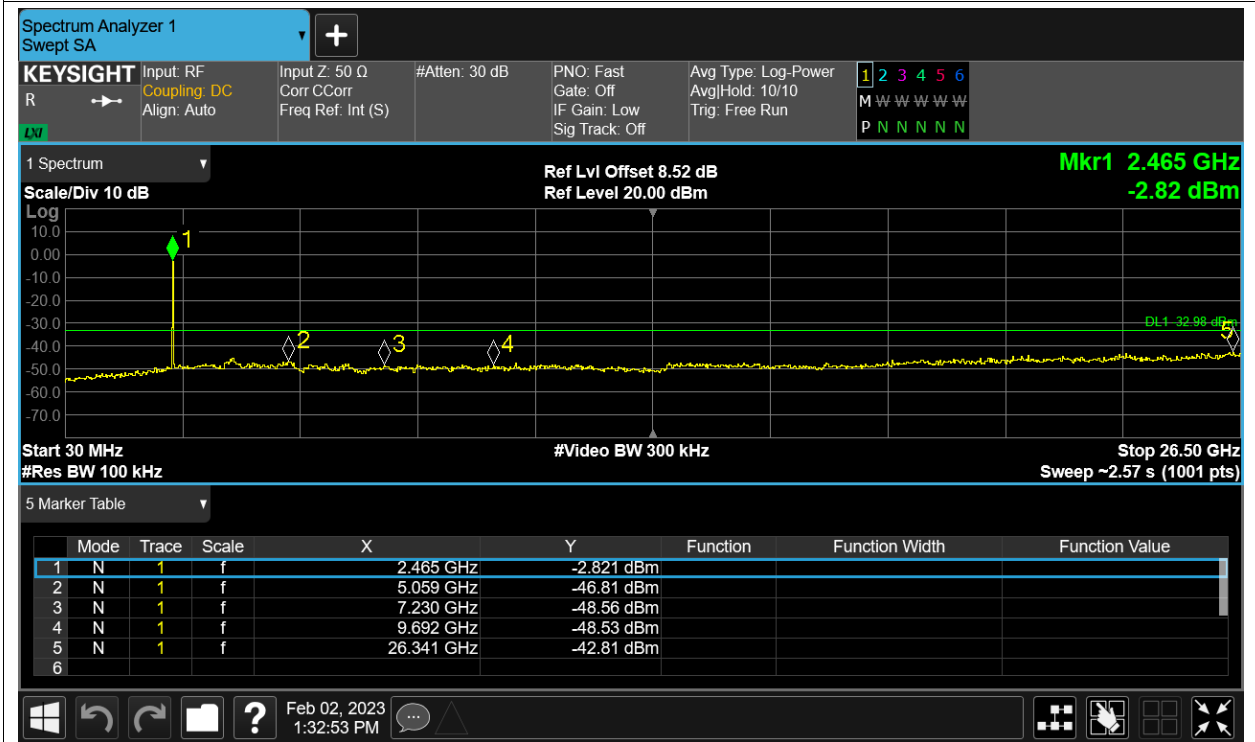 Spectrum Analyzer 1
Swept SA
+
KEYSIGHT
R
LXI
Input: RF
Coupling: DC
Align: Auto
Input Z: 50 Ω
Corr CCorr
Freq Ref: Int (S)
#Atten: 30 dB
PNO: Fast
Gate: Off
IF Gain: Low
Sig Track: Off
Avg Type: Log-Power
Avg|Hold: 10/10
Trig: Free Run
1 2 3 4 5 6
M W W W W W
P N N N N N
1 Spectrum
Scale/Div 10 dB
Ref Lvl Offset 8.52 dB
Ref Level 20.00 dBm
Mkr1 2.465 GHz
-2.82 dBm
Log
10.0
0.00
-10.0
-20.0
-30.0
-40.0
-50.0
-60.0
-70.0
1
2
3
4
5
DL1 -32.98 dBm
Start 30 MHz
#Res BW 100 kHz
#Video BW 300 kHz
Stop 26.50 GHz
Sweep ~2.57 s (1001 pts)
5 Marker Table
Mode Trace Scale X Y Function Function Width Function Value
1 N 1 f 2.465 GHz -2.821 dBm
2 N 1 f 5.059 GHz -46.81 dBm
3 N 1 f 7.230 GHz -48.56 dBm
4 N 1 f 9.692 GHz -48.53 dBm
5 N 1 f 26.341 GHz -42.81 dBm
6
?
Feb 02, 2023
1:32:53 PM